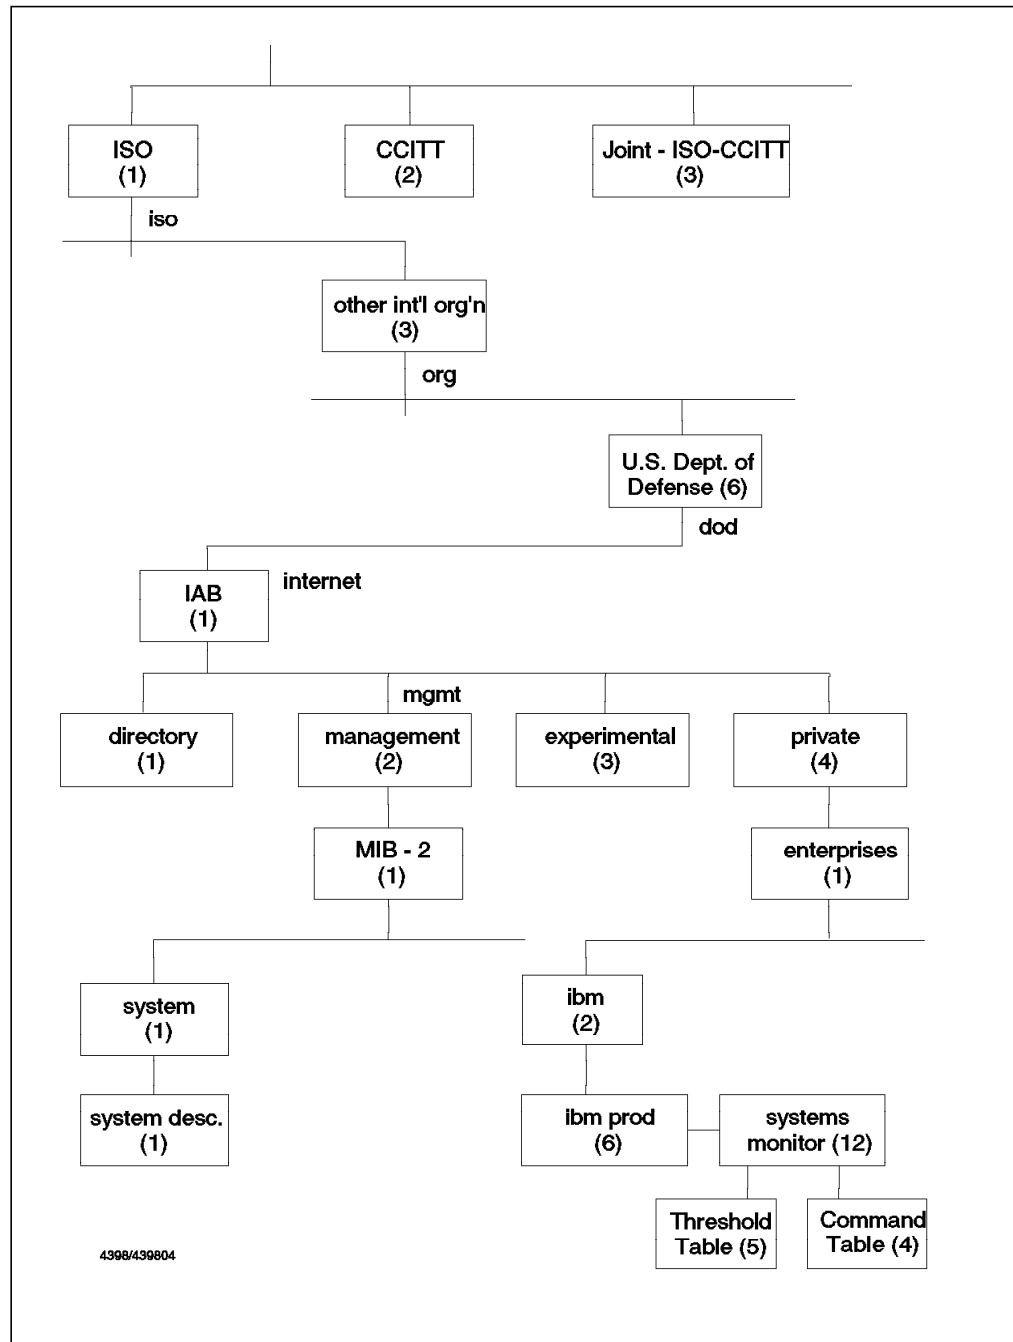 ISO
(1)
CCITT
(2)
Joint - ISO-CCITT
(3)
iso
other int'l org'n
(3)
org
U.S. Dept. of
Defense (6)
dod
internet
IAB
(1)
mgmt
directory
(1)
management
(2)
experimental
(3)
private
(4)
MIB - 2
(1)
enterprises
(1)
system
(1)
ibm
(2)
system desc.
(1)
ibm prod
(6)
systems
monitor (12)
Threshold
Table (5)
Command
Table (4)
4398/439804